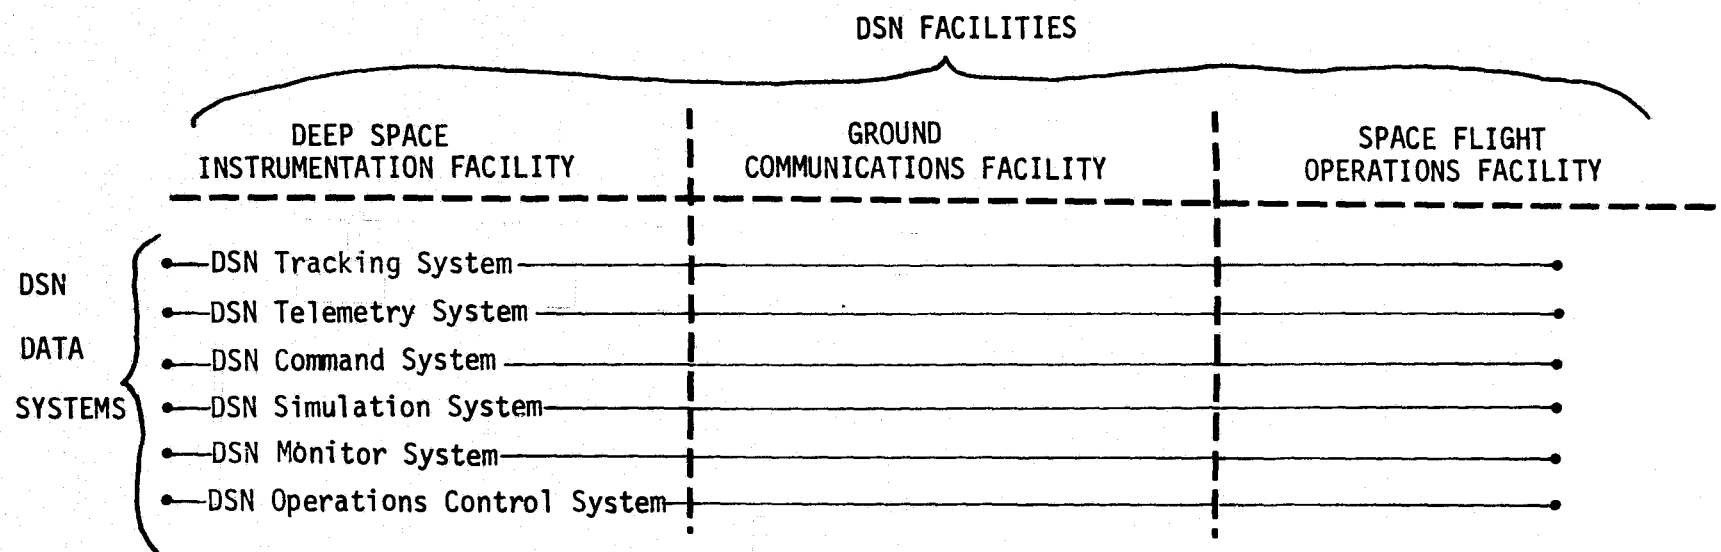 DSN FACILITIES
DEEP SPACE
INSTRUMENTATION FACILITY
GROUND
COMMUNICATIONS FACILITY
SPACE FLIGHT
OPERATIONS FACILITY
DSN
DATA
SYSTEMS
DSN Tracking System
DSN Telemetry System
DSN Command System
DSN Simulation System
DSN Monitor System
DSN Operations Control System